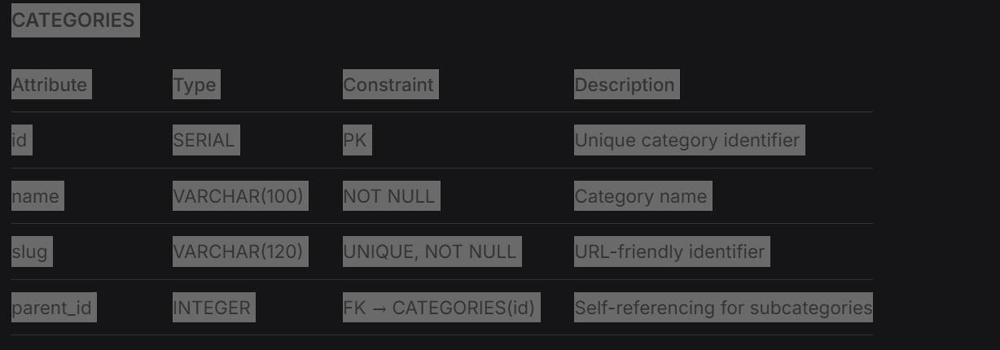 CATEGORIES
Attribute Type Constraint Description
id SERIAL PK Unique category identifier
name VARCHAR(100) NOT NULL Category name
slug VARCHAR(120) UNIQUE, NOT NULL URL-friendly identifier
parent_id INTEGER FK → CATEGORIES(id) Self-referencing for subcategories